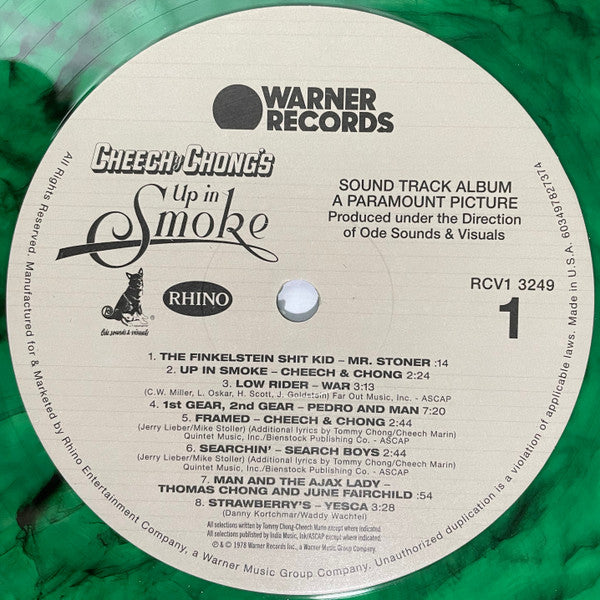 WARNER
RECORDS
CHEECH & CHONG'S
Up in
Smoke
SOUND TRACK ALBUM
A PARAMOUNT PICTURE
Produced under the Direction
of Ode Sounds & Visuals
Ode sounds & visuals
®
RHINO
RCV1 3249
1
1. THE FINKELSTEIN SHIT KID – MR. STONER :14
2. UP IN SMOKE – CHEECH & CHONG 2:24
3. LOW RIDER – WAR 3:13
(C.W. Miller, L. Oskar, H. Scott, J. Goldstein) Far Out Music, Inc. - ASCAP
4. 1st GEAR, 2nd GEAR – PEDRO AND MAN 7:20
5. FRAMED – CHEECH & CHONG 2:44
(Jerry Lieber/Mike Stoller) (Additional lyrics by Tommy Chong/Cheech Marin)
Quintet Music, Inc./Bienstock Publishing Co. - ASCAP
6. SEARCHIN' – SEARCH BOYS 2:44
(Jerry Lieber/Mike Stoller) (Additional lyrics by Tommy Chong/Cheech Marin)
Quintet Music, Inc./Bienstock Publishing Co. - ASCAP
7. MAN AND THE AJAX LADY –
THOMAS CHONG AND JUNE FAIRCHILD :54
8. STRAWBERRY'S – YESCA 3:28
(Danny Kortchmar/Waddy Wachtel)
All selections written by Tommy Chong-Cheech Marin except where indicated.
All selections published by India Music, Ink/ASCAP except where indicated.
℗ & © 1978 Warner Records Inc., a Warner Music Group Company.
All Rights Reserved. Manufactured for & Marketed by Rhino Entertainment Company, a Warner Music Group Company. Unauthorized duplication is a violation of applicable laws. Made in U.S.A. 603497827374